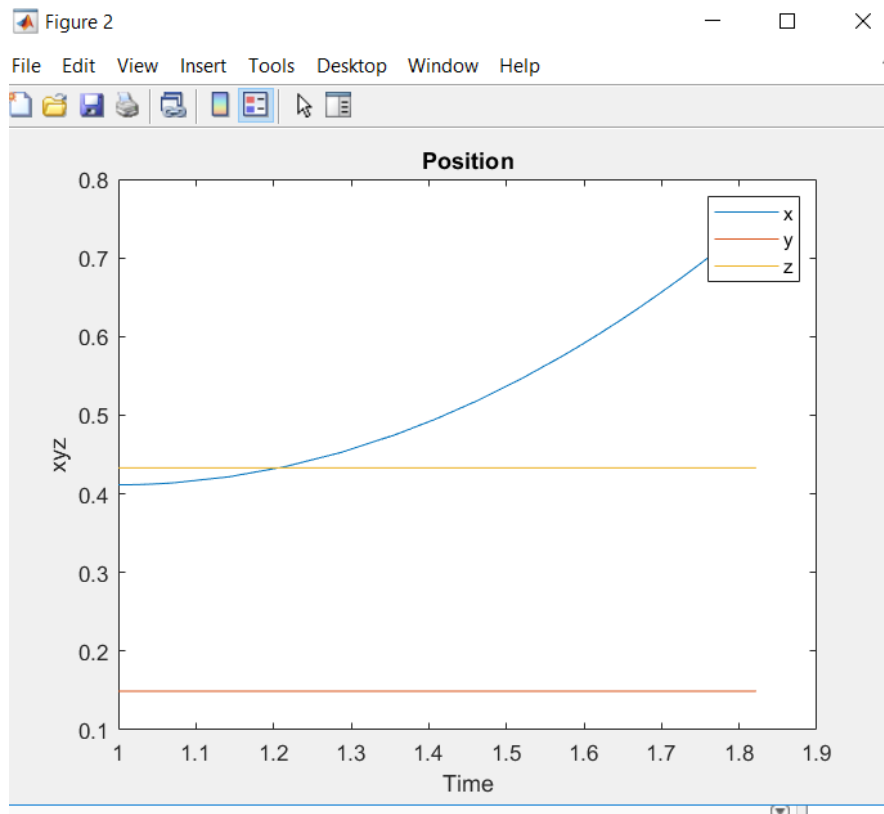 Figure 2
File Edit View Insert Tools Desktop Window Help
Position
0.8
0.7
0.6
0.5
0.4
0.3
0.2
0.1
xyz
x
y
z
1 1.1 1.2 1.3 1.4 1.5 1.6 1.7 1.8 1.9
Time